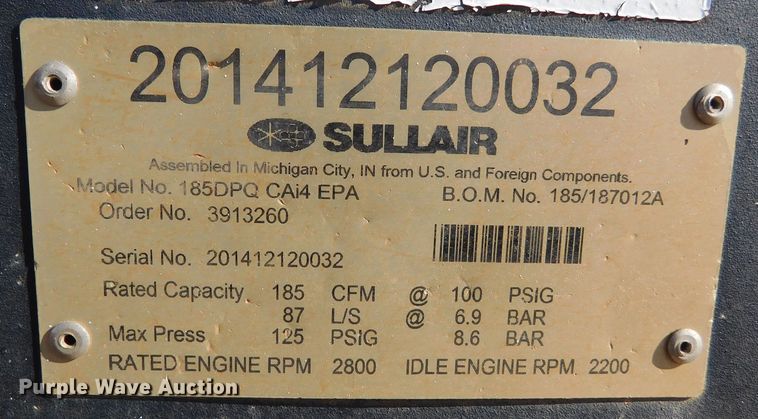 201412120032
SULLAIR
Assembled In Michigan City, IN from U.S. and Foreign Components.
Model No. 185DPQ CAi4 EPA B.O.M. No. 185/187012A
Order No. 3913260
Serial No. 201412120032
Rated Capacity 185 CFM @ 100 PSIG
87 L/S @ 6.9 BAR
Max Press 125 PSIG 8.6 BAR
RATED ENGINE RPM 2800 IDLE ENGINE RPM 2200
Purple Wave Auction